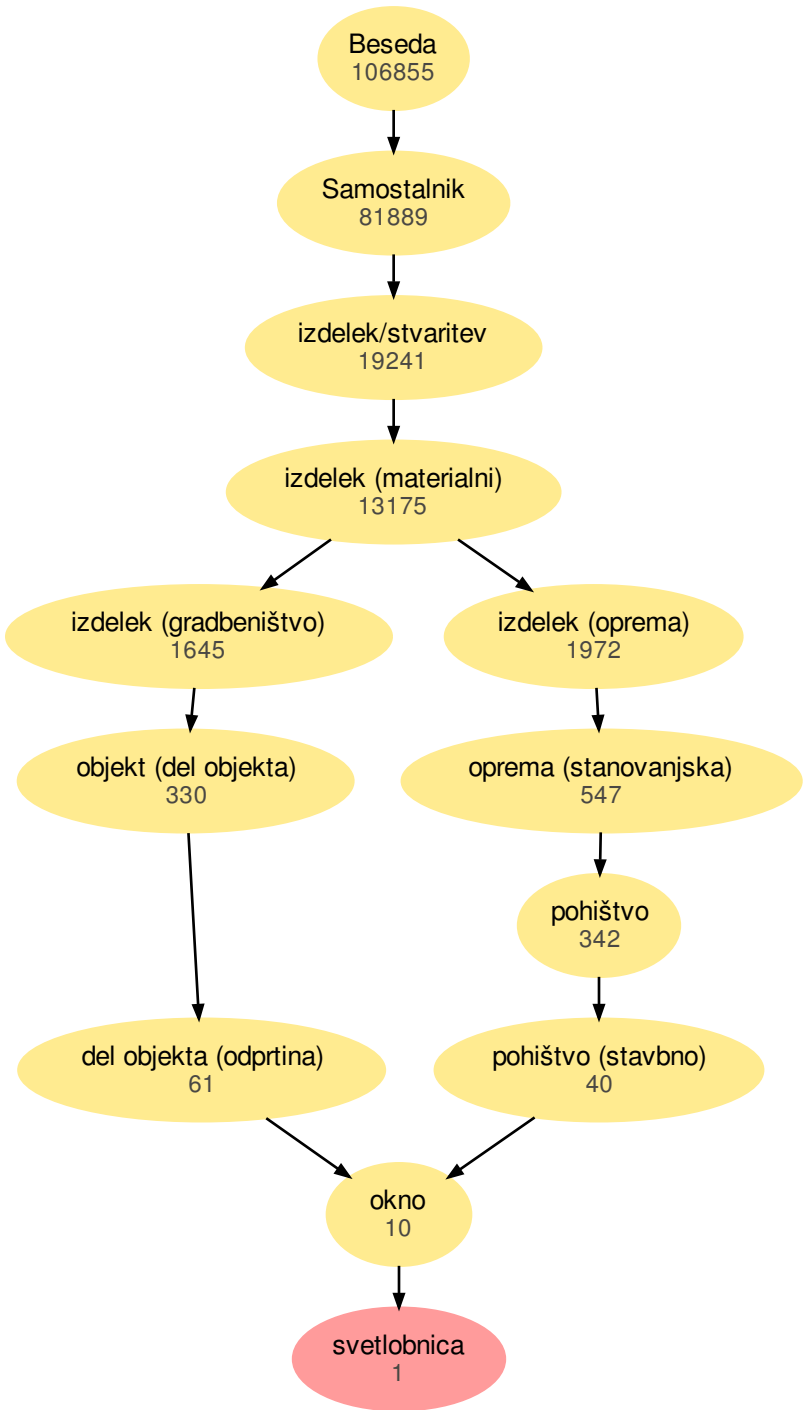 Beseda
106855
Samostalnik
81889
izdelek/stvaritev
19241
izdelek (materialni)
13175
izdelek (gradbeništvo)
1645
izdelek (oprema)
1972
objekt (del objekta)
330
oprema (stanovanjska)
547
pohištvo
342
del objekta (odprtina)
61
pohištvo (stavbno)
40
okno
10
svetlobnica
1